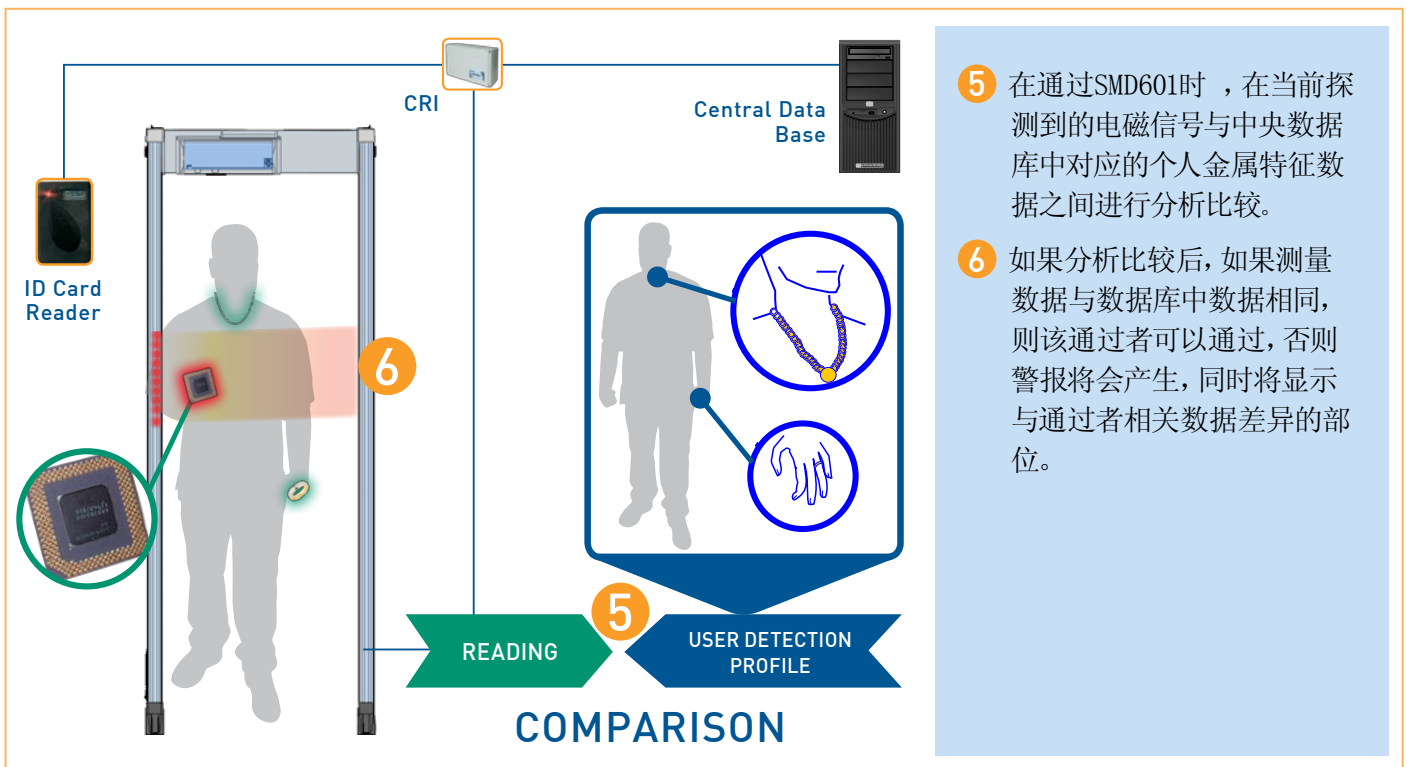 CRI
Central Data
Base
ID Card
Reader
6
5
READING
USER DETECTION
PROFILE
COMPARISON
5 在通过SMD601时 ，在当前探
测到的电磁信号与中央数据
库中对应的个人金属特征数
据之间进行分析比较。
6 如果分析比较后，如果测量
数据与数据库中数据相同，
则该通过者可以通过，否则
警报将会产生，同时将显示
与通过者相关数据差异的部
位。